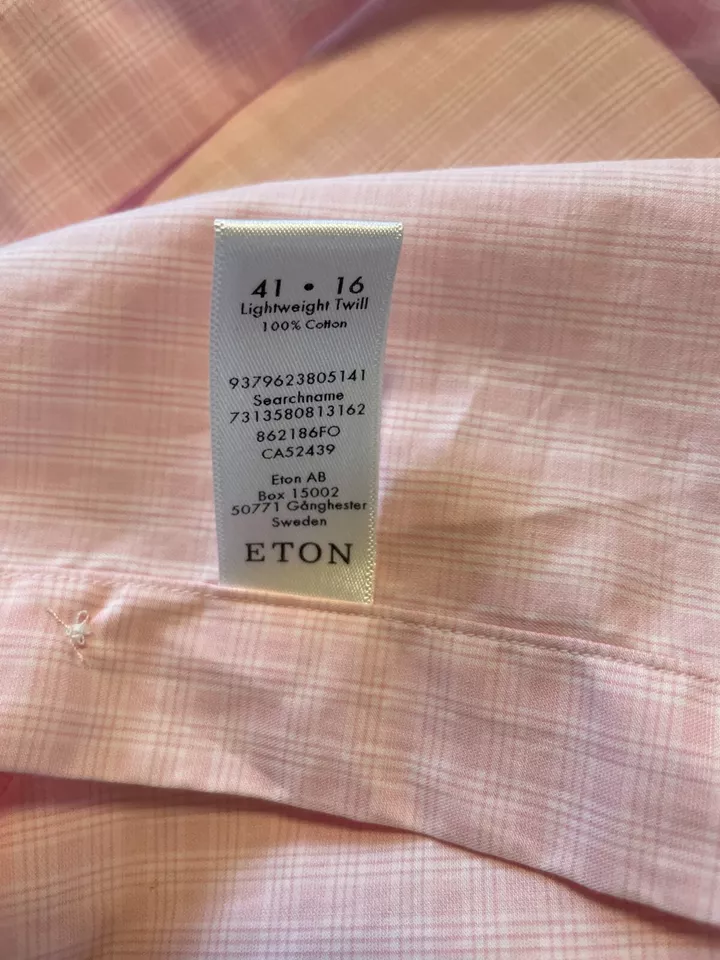 41 • 16
Lightweight Twill
100% Cotton
9379623805141
Searchname
7313580813162
862186FO
CA52439
Eton AB
Box 15002
50771 Gånghester
Sweden
ETON